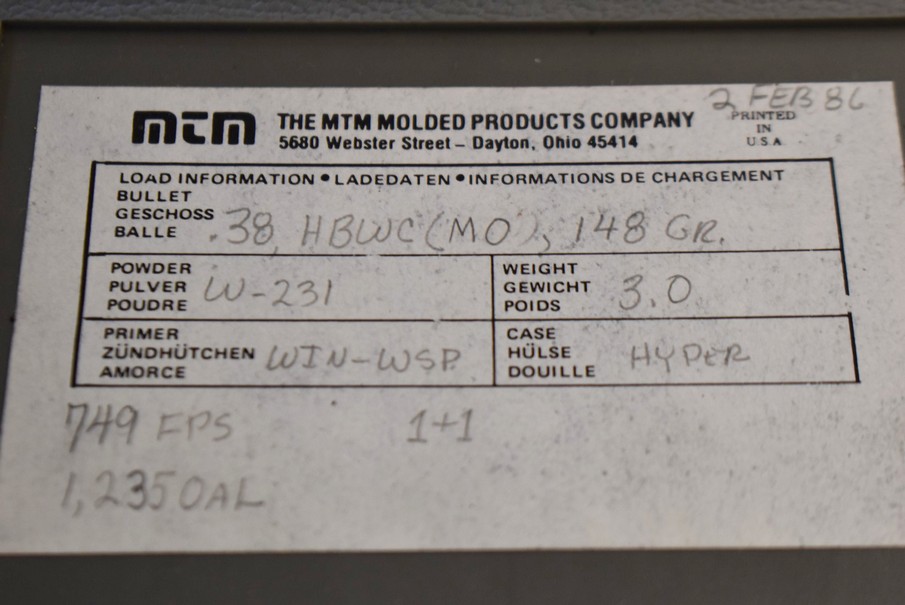 2 FEB 86
mtm THE MTM MOLDED PRODUCTS COMPANY
5680 Webster Street – Dayton, Ohio 45414
PRINTED
IN
U.S.A.
LOAD INFORMATION • LADEDATEN • INFORMATIONS DE CHARGEMENT
BULLET
GESCHOSS
BALLE .38, HBWC (MO), 148 GR.
POWDER
PULVER
POUDRE W-231
WEIGHT
GEWICHT
POIDS 3.0
PRIMER
ZÜNDHÜTCHEN
AMORCE WIN-WSP
CASE
HÜLSE
DOUILLE HYPER
749 FPS 1+1
1,235 OAL